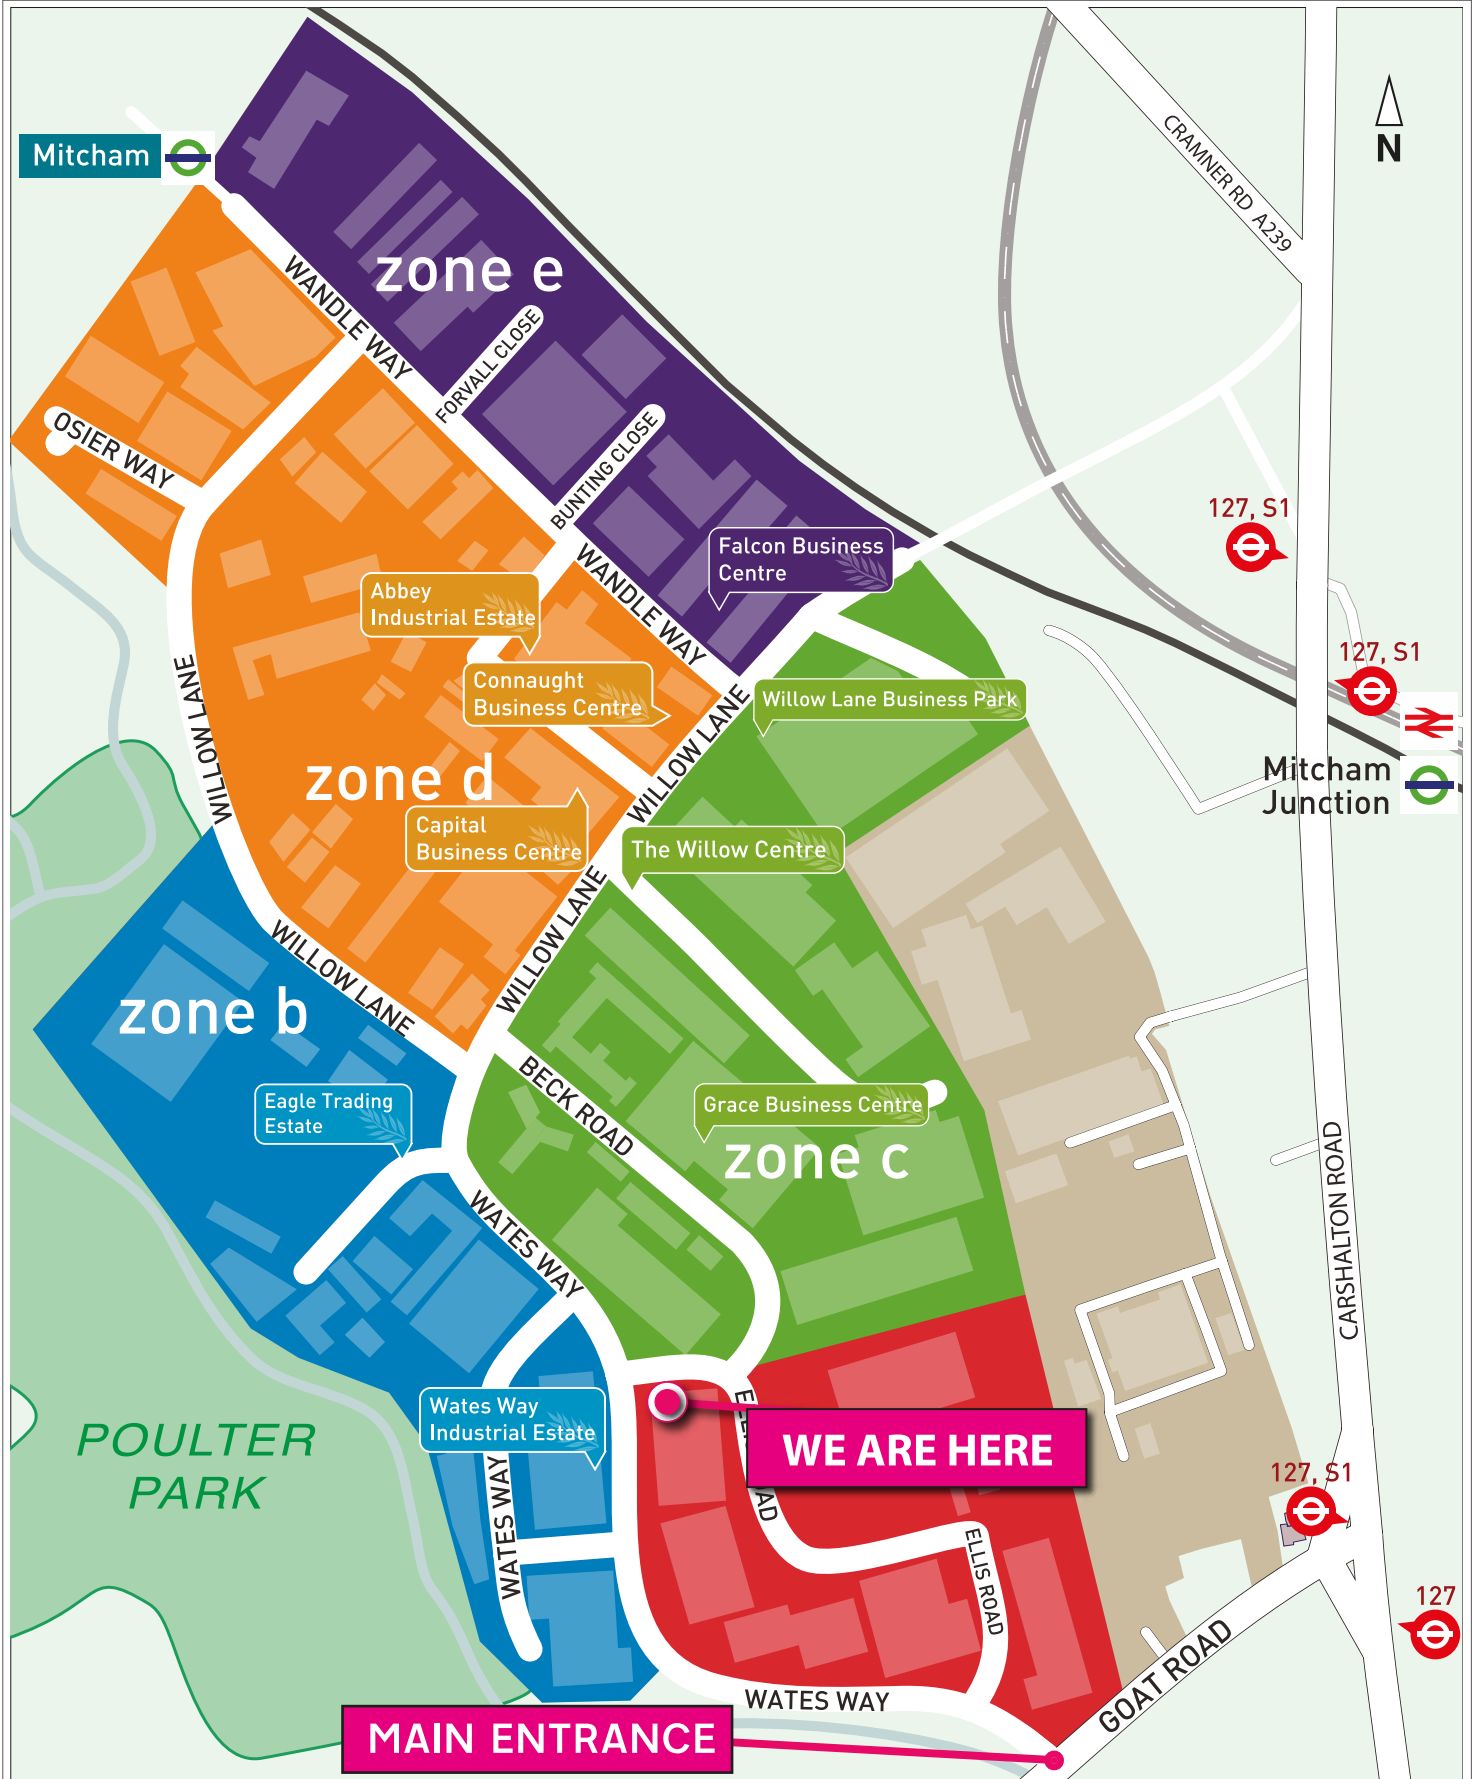 CRAMNER RD A239
N
Mitcham
zone e
WANDLE WAY
FORVALL CLOSE
OSIER WAY
BUNTING CLOSE
127, S1
Falcon Business
Centre
WANDLE WAY
Abbey
Industrial Estate
127, S1
Connaught
Business Centre
Willow Lane Business Park
WILLOW LANE
WILLOW LANE
zone d
Mitcham
Junction
Capital
Business Centre
The Willow Centre
WILLOW LANE
WILLOW LANE
zone b
BECK ROAD
Eagle Trading
Estate
Grace Business Centre
zone c
CARSHALTON ROAD
WATES WAY
Wates Way
Industrial Estate
WE ARE HERE
POULTER
PARK
127, S1
WATES WAY
ELLIS ROAD
127
GOAT ROAD
WATES WAY
MAIN ENTRANCE